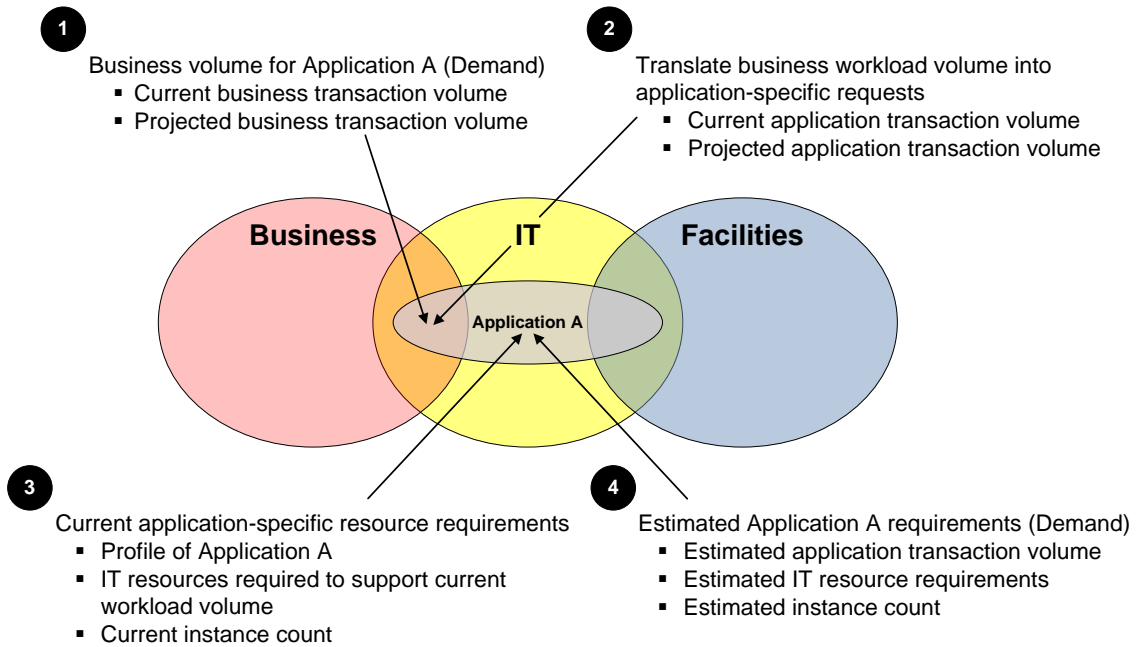 1
Business volume for Application A (Demand)
▪ Current business transaction volume
▪ Projected business transaction volume
2
Translate business workload volume into
application-specific requests
▪ Current application transaction volume
▪ Projected application transaction volume
Business
IT
Facilities
Application A
3
Current application-specific resource requirements
▪ Profile of Application A
▪ IT resources required to support current
workload volume
▪ Current instance count
4
Estimated Application A requirements (Demand)
▪ Estimated application transaction volume
▪ Estimated IT resource requirements
▪ Estimated instance count